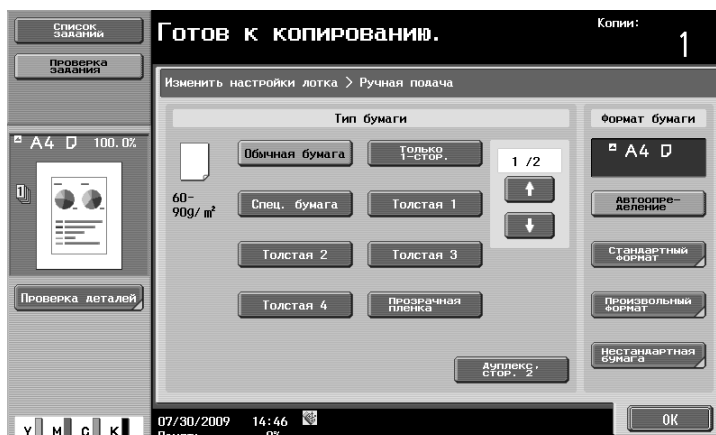 Список
заданий
Готов к копированию.
Копии:
1
Проверка
задания
Изменить настройки лотка > Ручная подача
Тип бумаги
Формат бумаги
A4 100.0%
Обычная бумага
Только
1-стор.
1 /2
A4
60-
90g/ m²
Спец. бумага
Толстая 1
Автоопре-
деление
Толстая 2
Толстая 3
Стандартный
формат
Проверка деталей
Толстая 4
Прозрачная
пленка
Произвольный
формат
Дуплекс,
стор. 2
Нестандартная
бумага
07/30/2009 14:46
OK
Y M C K
0%